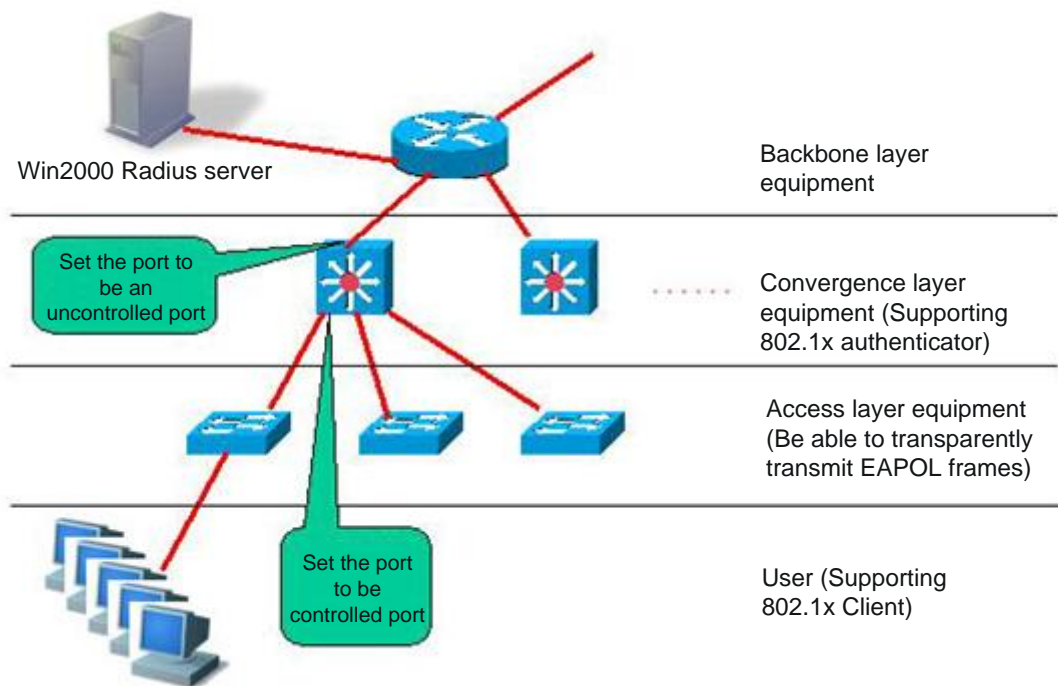 Win2000 Radius server
Backbone layer
equipment
Set the port to
be an
uncontrolled port
Convergence layer
equipment (Supporting
802.1x authenticator)
Access layer equipment
(Be able to transparently
transmit EAPOL frames)
Set the port
to be
controlled port
User (Supporting
802.1x Client)